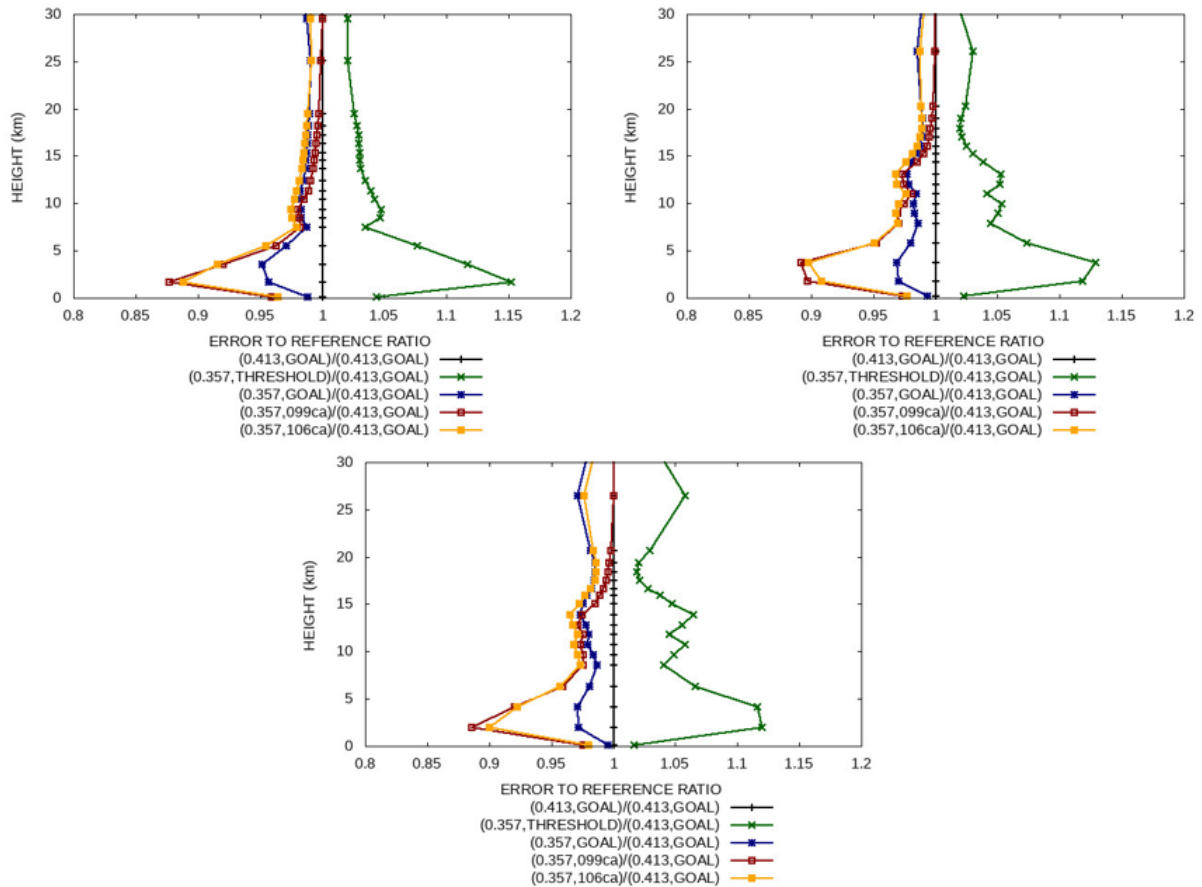 30
25
20
15
10
5
0
HEIGHT (km)
0.8 0.85 0.9 0.95 1 1.05 1.1 1.15 1.2
ERROR TO REFERENCE RATIO
(0.413,GOAL)/(0.413,GOAL)
(0.357,THRESHOLD)/(0.413,GOAL)
(0.357,GOAL)/(0.413,GOAL)
(0.357,099ca)/(0.413,GOAL)
(0.357,106ca)/(0.413,GOAL)
30
25
20
15
10
5
0
HEIGHT (km)
0.8 0.85 0.9 0.95 1 1.05 1.1 1.15 1.2
ERROR TO REFERENCE RATIO
(0.413,GOAL)/(0.413,GOAL)
(0.357,THRESHOLD)/(0.413,GOAL)
(0.357,GOAL)/(0.413,GOAL)
(0.357,099ca)/(0.413,GOAL)
(0.357,106ca)/(0.413,GOAL)
30
25
20
15
10
5
0
HEIGHT (km)
0.8 0.85 0.9 0.95 1 1.05 1.1 1.15 1.2
ERROR TO REFERENCE RATIO
(0.413,GOAL)/(0.413,GOAL)
(0.357,THRESHOLD)/(0.413,GOAL)
(0.357,GOAL)/(0.413,GOAL)
(0.357,099ca)/(0.413,GOAL)
(0.357,106ca)/(0.413,GOAL)